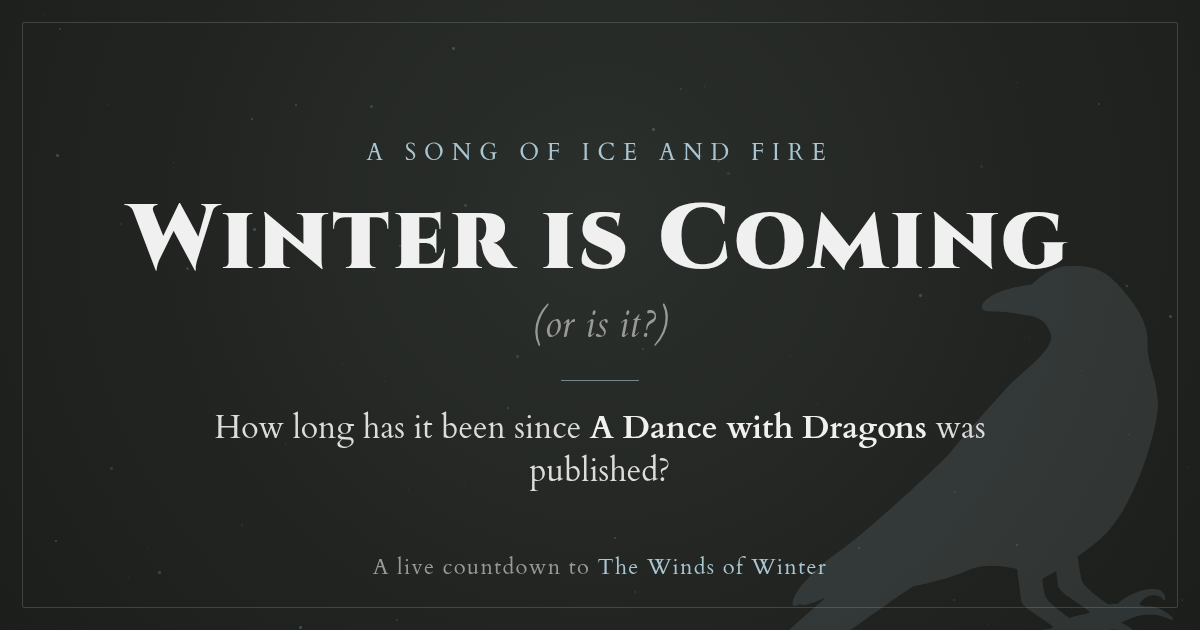 A SONG OF ICE AND FIRE
Winter is Coming
(or is it?)
How long has it been since A Dance with Dragons was
published?
A live countdown to The Winds of Winter